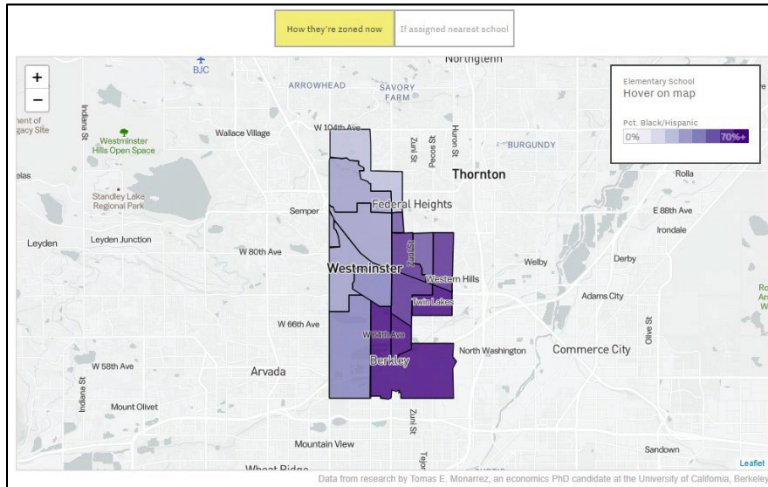 How they're zoned now
If assigned nearest school
+
−
BJC
Northglenn
ARROWHEAD
SAVORY
FARM
Elementary School
Hover on map
Pct. Black/Hispanic
0%
70%+
Indiana St
ment of
gacy Site
Wallace Village
W 104th Ave
Zuni St
Pecos St
Huron St
Westminster
Hills Open Space
BURGUNDY
Thornton
Rolla
Standley Lake
Regional Park
Semper
Federal Heights
E 88th Ave
Irondale
Leyden
Leyden Junction
W 80th Ave
Zuni St
Westminster
Western Hills
Welby
Derby
Twin Lakes
Adams City
W 66th Ave
W 64th Ave
Olive St
W 58th Ave
Berkley
North Washington
Commerce City
Arvada
Indiana St
Mount Olivet
Zuni St
Mountain View
Sandown
Wheat Ridge
Leaflet
Data from research by Tomas E. Monarrez, an economics PhD candidate at the University of California, Berkeley